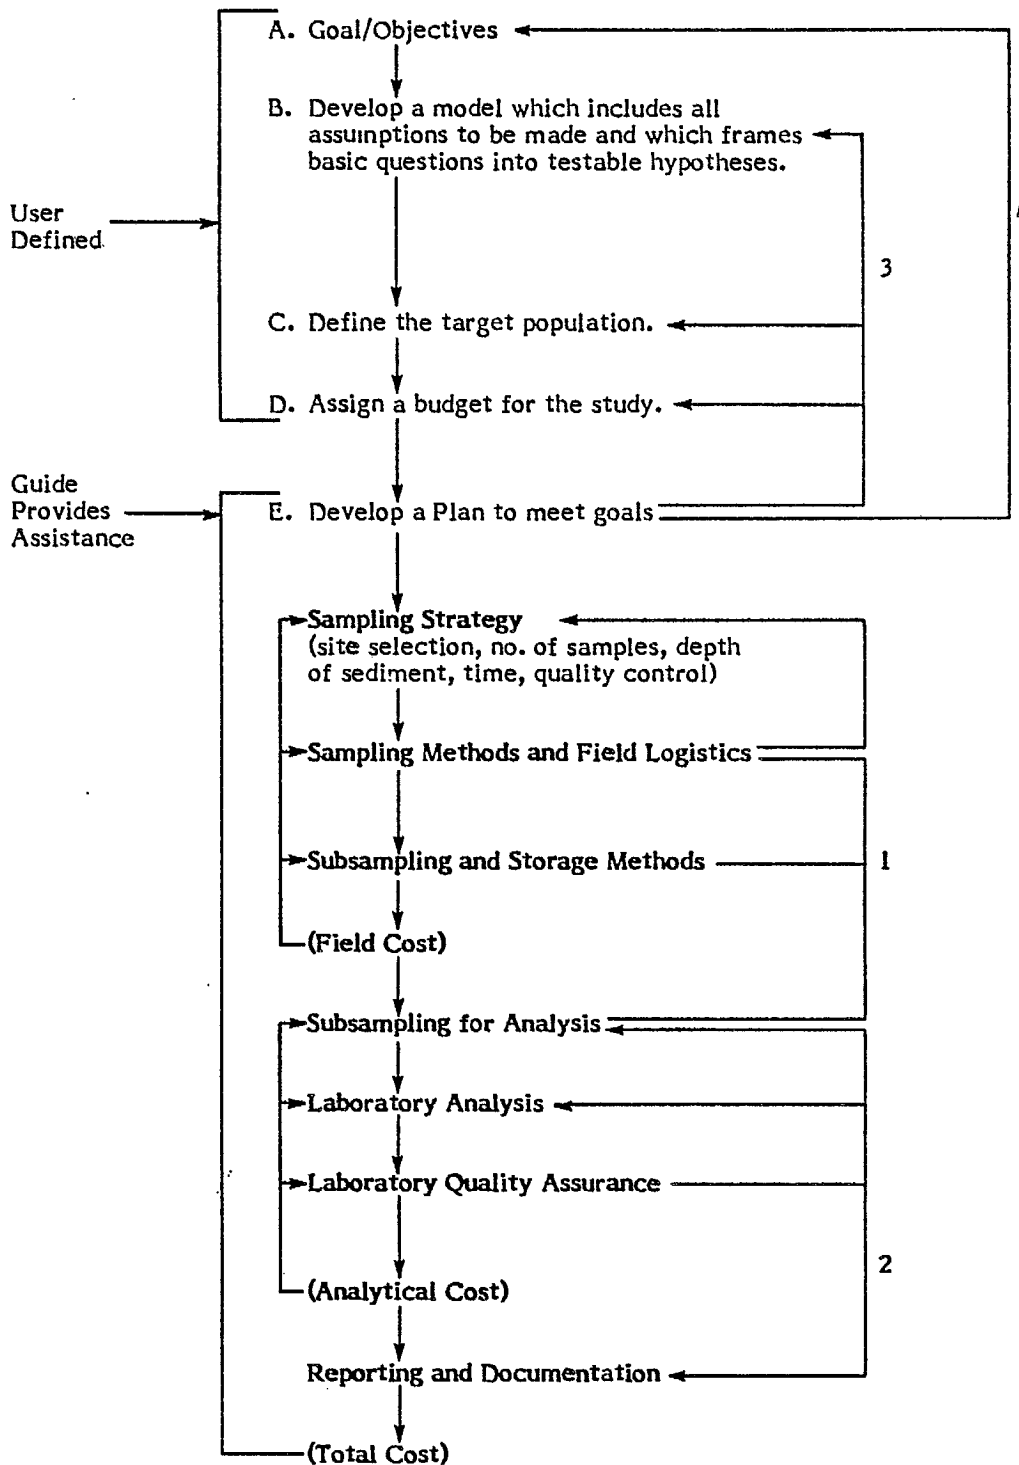 A. Goal/Objectives
B. Develop a model which includes all
assumptions to be made and which frames
basic questions into testable hypotheses.
User
Defined
3
C. Define the target population.
D. Assign a budget for the study.
Guide
Provides
Assistance
E. Develop a Plan to meet goals
Sampling Strategy
(site selection, no. of samples, depth
of sediment, time, quality control)
Sampling Methods and Field Logistics
Subsampling and Storage Methods
1
(Field Cost)
Subsampling for Analysis
Laboratory Analysis
Laboratory Quality Assurance
2
(Analytical Cost)
Reporting and Documentation
(Total Cost)